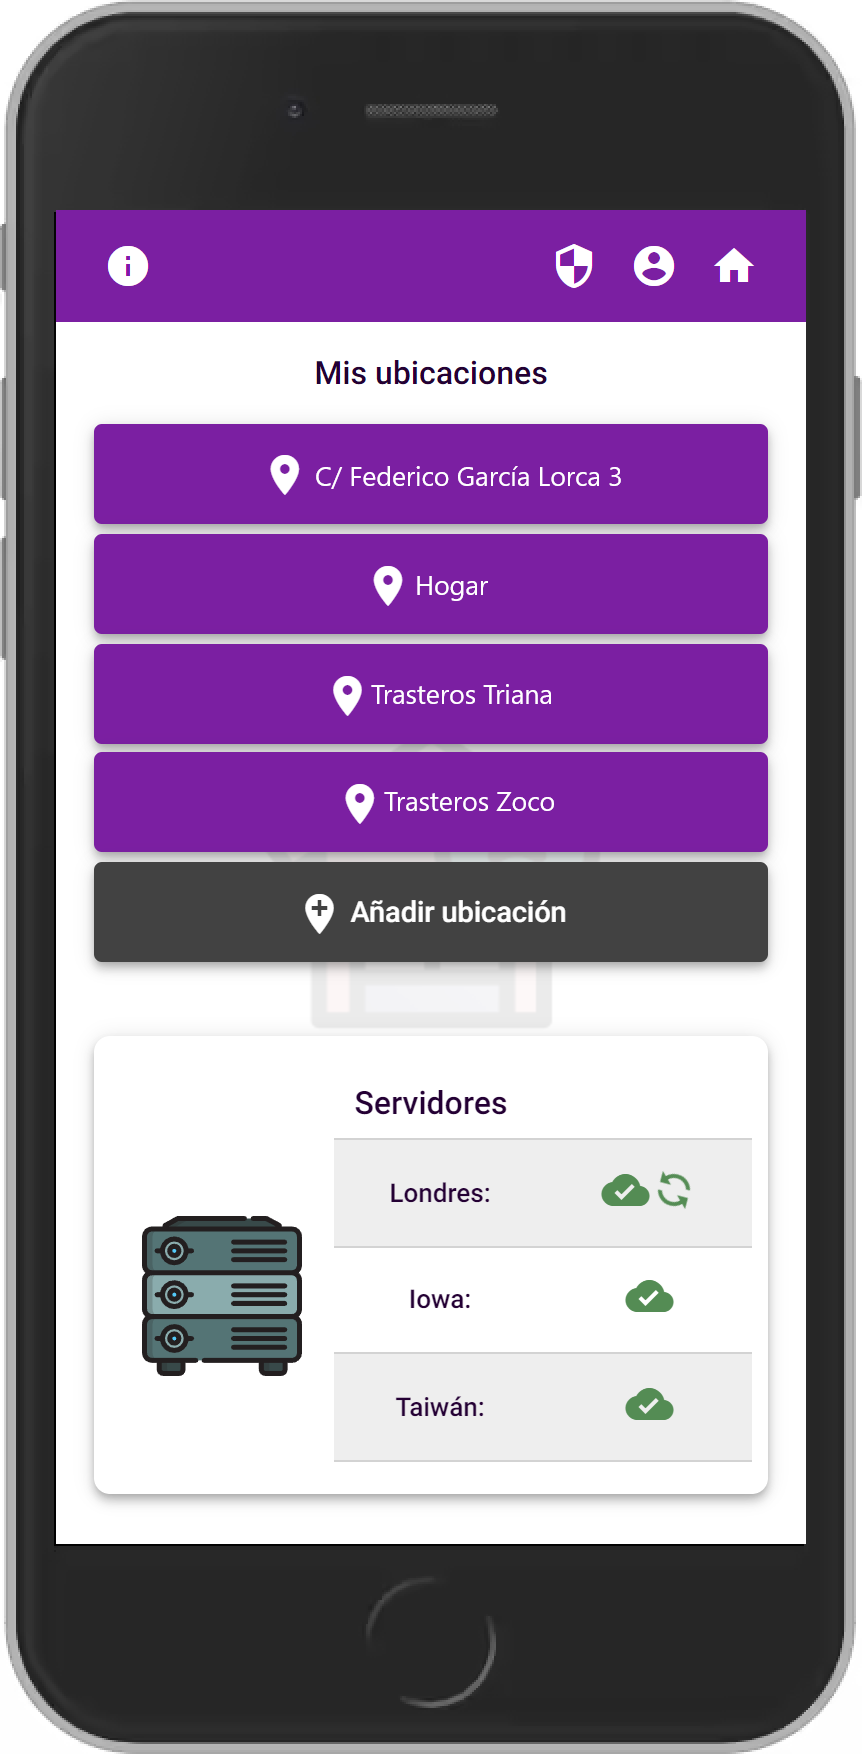 Mis ubicaciones
C/ Federico García Lorca 3
Hogar
Trasteros Triana
Trasteros Zoco
Añadir ubicación
Servidores
Londres:
Iowa:
Taiwán: